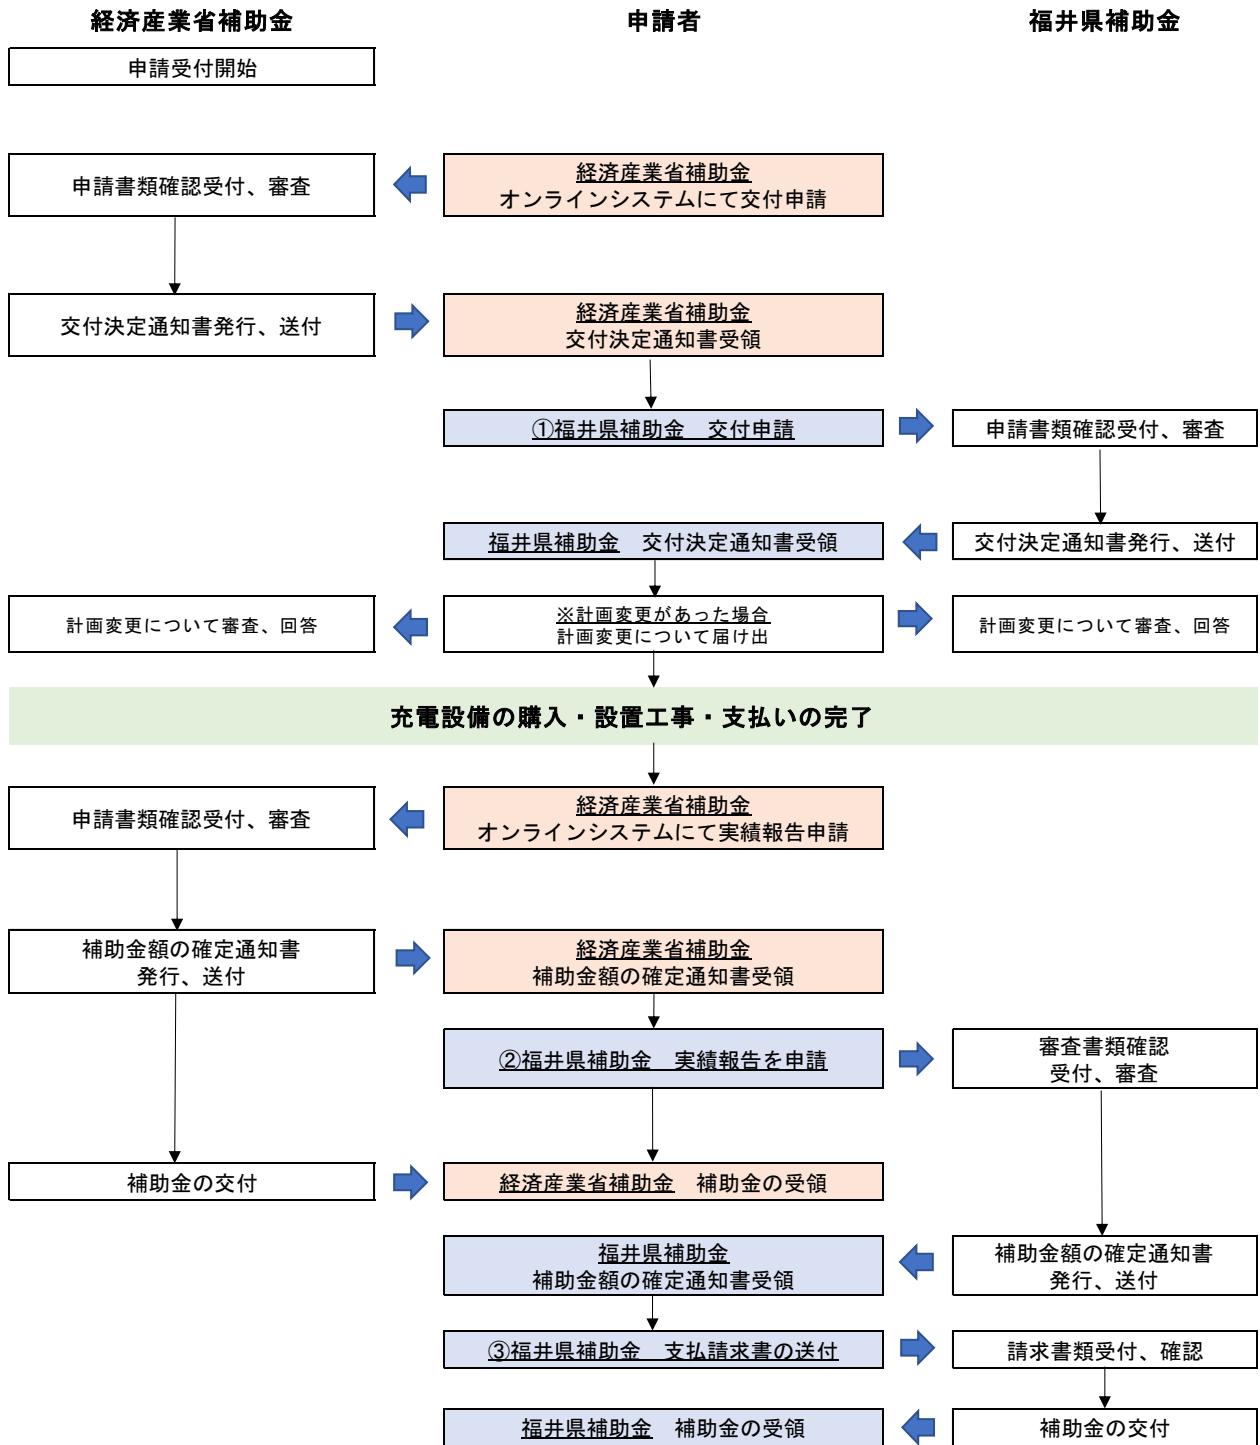 経済産業省補助金
申請者
福井県補助金
申請受付開始
申請書類確認受付、審査
経済産業省補助金
オンラインシステムにて交付申請
交付決定通知書発行、送付
経済産業省補助金
交付決定通知書受領
①福井県補助金　交付申請
申請書類確認受付、審査
福井県補助金　交付決定通知書受領
交付決定通知書発行、送付
計画変更について審査、回答
※計画変更があった場合
計画変更について届け出
計画変更について審査、回答
充電設備の購入・設置工事・支払いの完了
申請書類確認受付、審査
経済産業省補助金
オンラインシステムにて実績報告申請
補助金額の確定通知書
発行、送付
経済産業省補助金
補助金額の確定通知書受領
②福井県補助金　実績報告を申請
審査書類確認
受付、審査
補助金の交付
経済産業省補助金　補助金の受領
福井県補助金
補助金額の確定通知書受領
補助金額の確定通知書
発行、送付
③福井県補助金　支払請求書の送付
請求書類受付、確認
福井県補助金　補助金の受領
補助金の交付